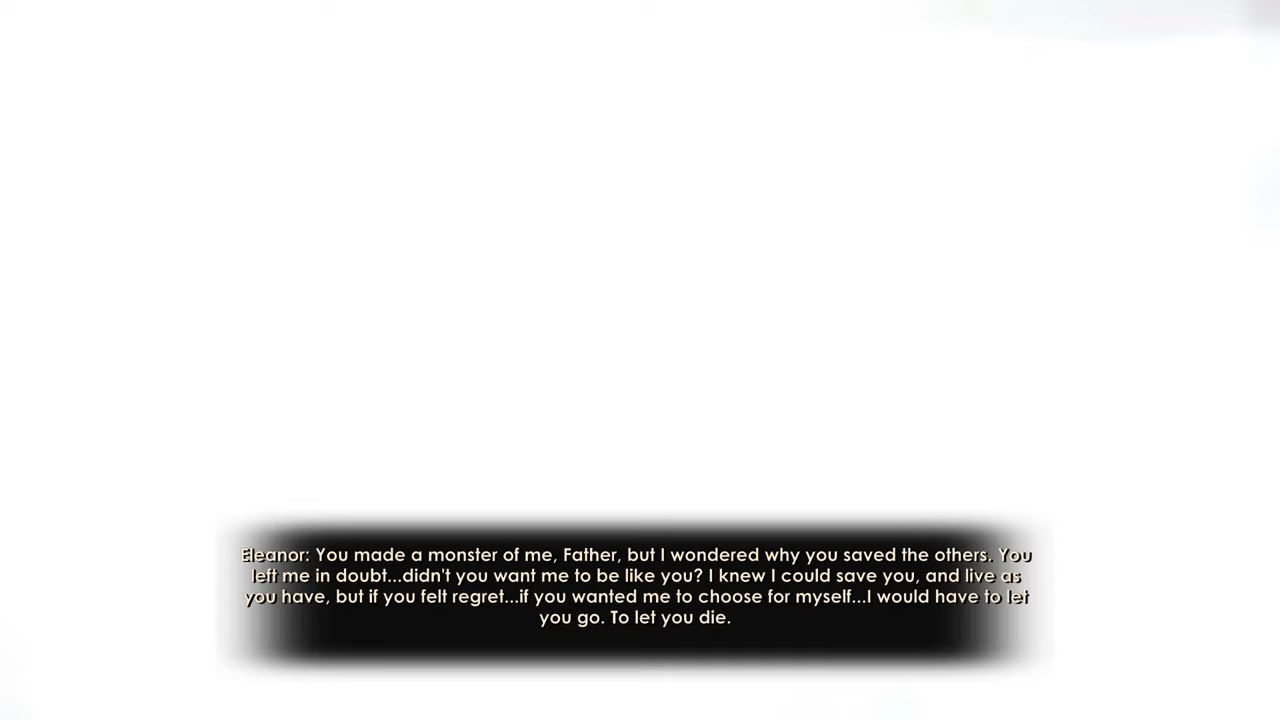 Eleanor: You made a monster of me, Father, but I wondered why you saved the others. You
left me in doubt...didn't you want me to be like you? I knew I could save you, and live as
you have, but if you felt regret...if you wanted me to choose for myself...I would have to let
you go. To let you die.